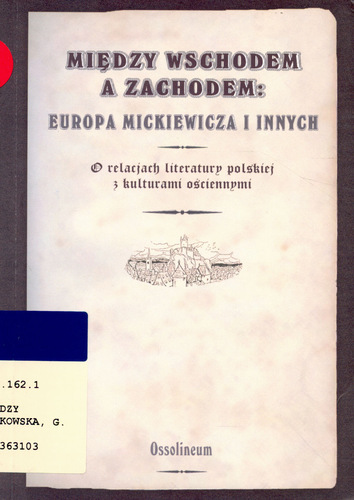 MIĘDZY WSCHODEM
A ZACHODEM:
EUROPA MICKIEWICZA I INNYCH
O relacjach literatury polskiej
z kulturami ościennymi
.162.1
DZY
KOWSKA, G.
363103
Ossolineum